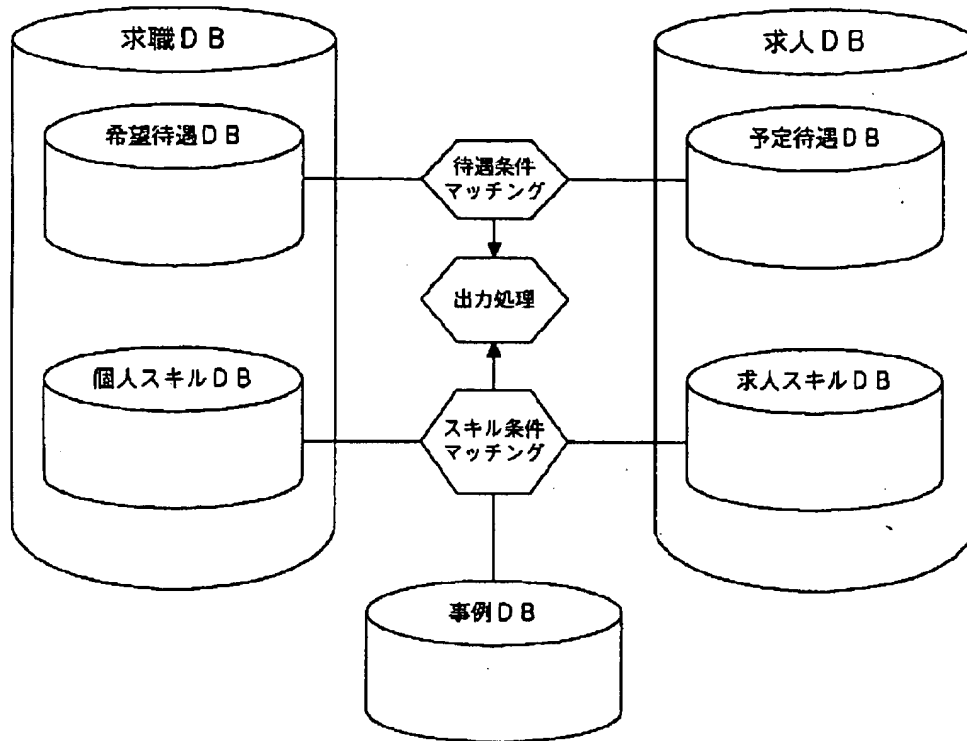 求職ＤＢ
求人ＤＢ
希望待遇ＤＢ
待遇条件
マッチング
予定待遇ＤＢ
出力処理
個人スキルＤＢ
スキル条件
マッチング
求人スキルＤＢ
事例ＤＢ